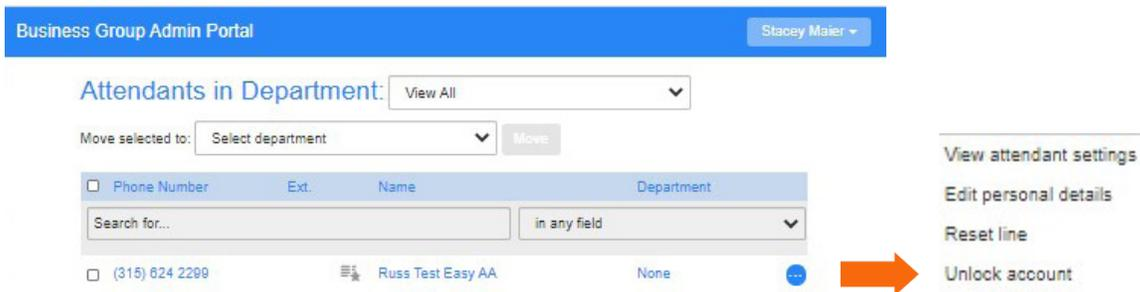 Business Group Admin Portal
Stacey Maier
Attendants in Department: View All
Move selected to: Select department Move
Phone Number Ext. Name Department
Search for... in any field
(315) 624 2299 Russ Test Easy AA None
View attendant settings
Edit personal details
Reset line
Unlock account